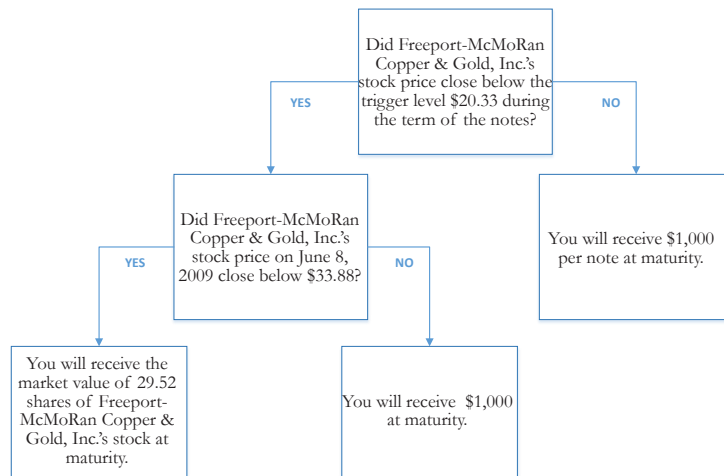 Did Freeport-McMoRan
Copper & Gold, Inc.'s
stock price close below the
trigger level $20.33 during
the term of the notes?
YES
NO
Did Freeport-McMoRan
Copper & Gold, Inc.'s
stock price on June 8,
2009 close below $33.88?
You will receive $1,000
per note at maturity.
YES
NO
You will receive the
market value of 29.52
shares of Freeport-
McMoRan Copper &
Gold, Inc.'s stock at
maturity.
You will receive $1,000
at maturity.